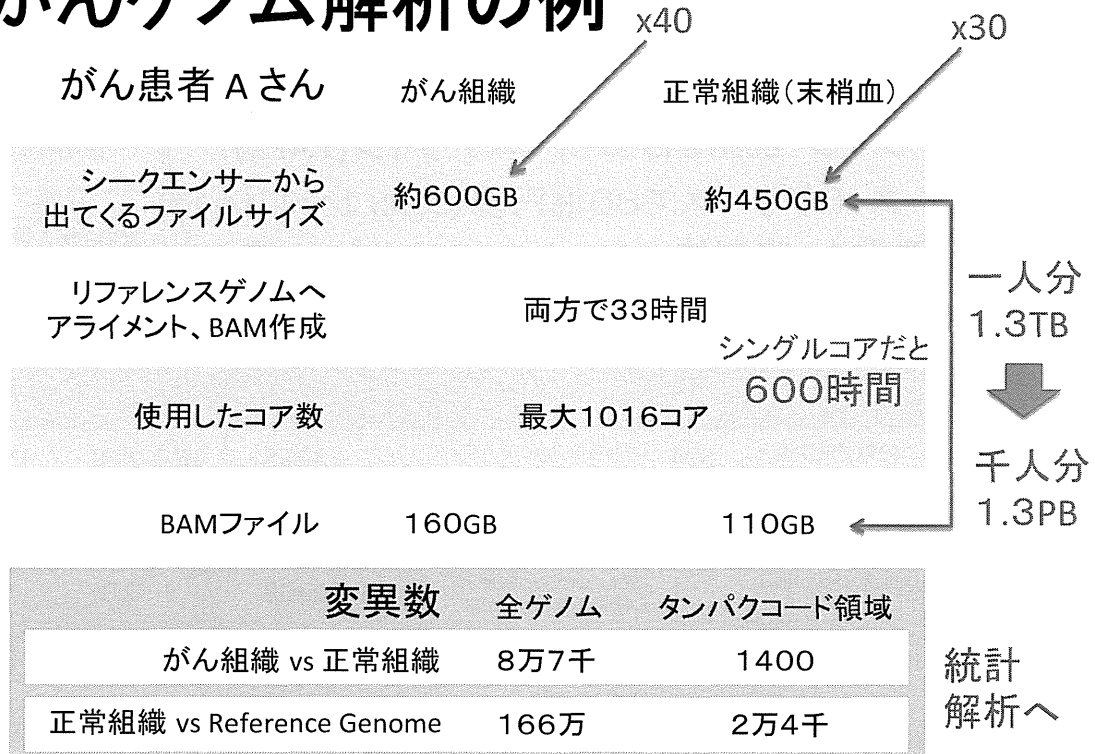 がんゲノム解析の例
x40
x30
がん患者 A さん
がん組織
正常組織(末梢血)
シークエンサーから
出てくるファイルサイズ
約600GB
約450GB
一人分
1.3TB
リファレンスゲノムへ
アライメント、BAM作成
両方で33時間
シングルコアだと
600時間
使用したコア数
最大1016コア
千人分
1.3PB
BAMファイル
160GB
110GB
変異数
全ゲノム
タンパクコード領域
がん組織 vs 正常組織
8万7千
1400
正常組織 vs Reference Genome
166万
2万4千
統計
解析へ